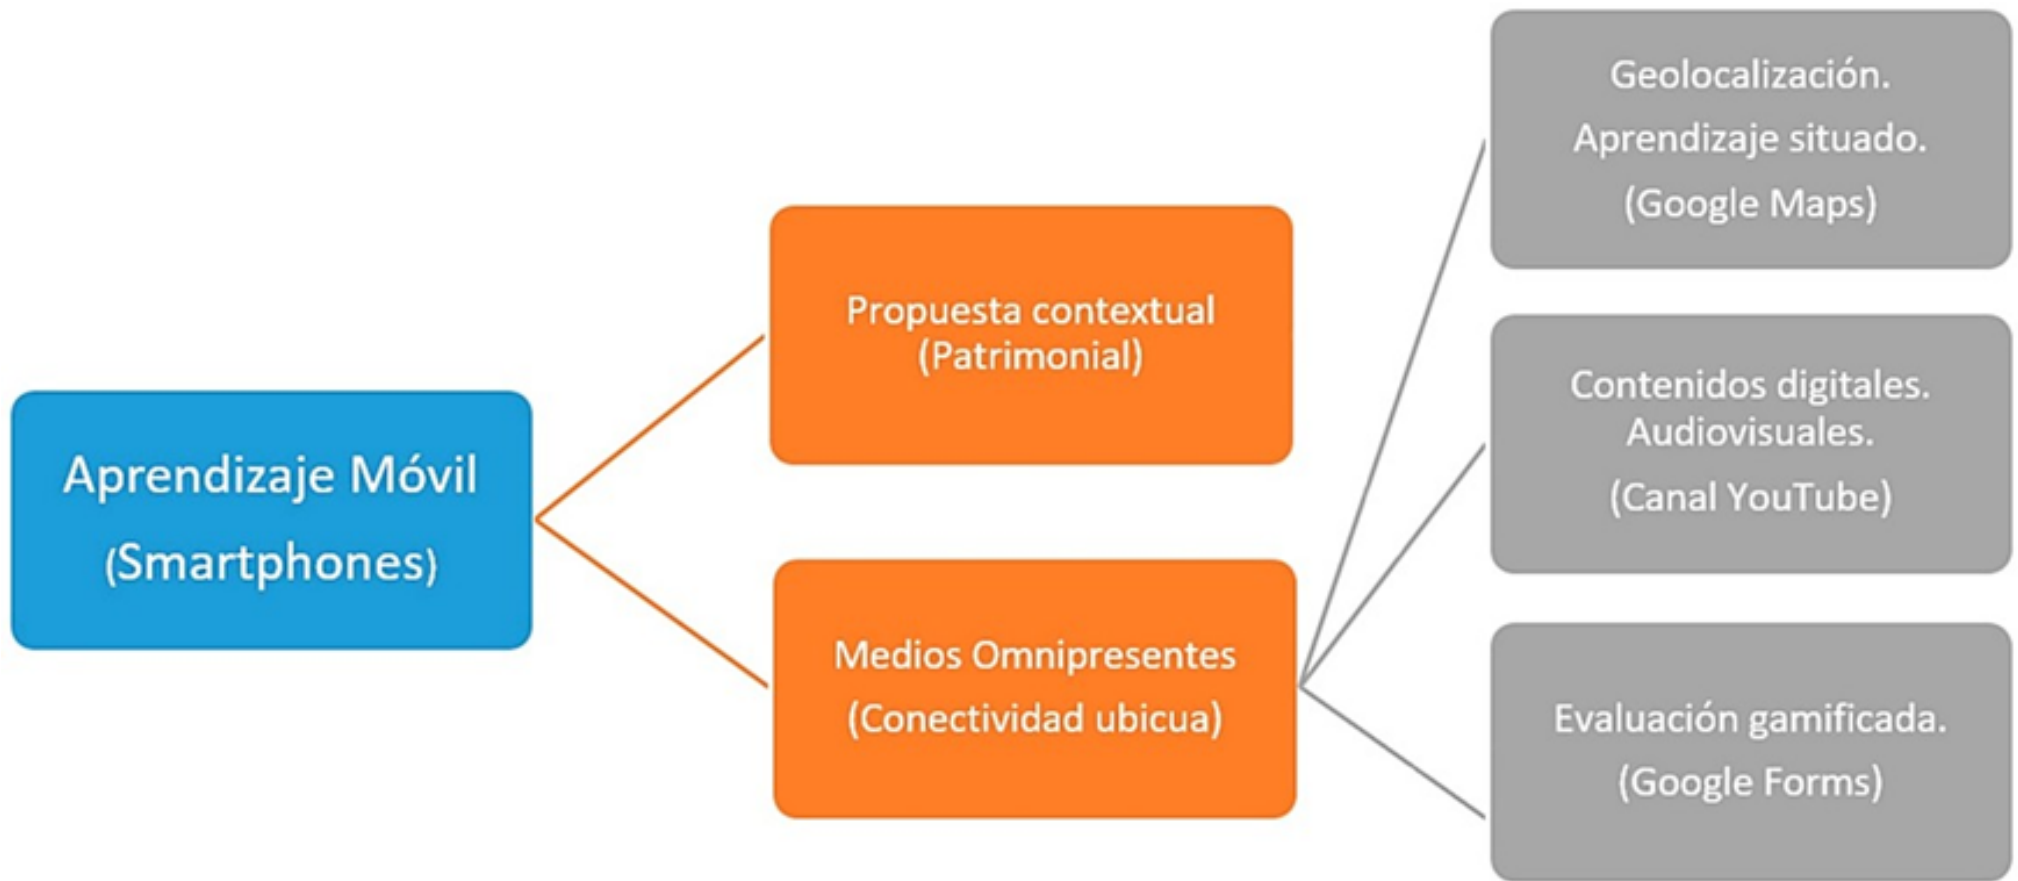 Aprendizaje Móvil
(Smartphones)
Propuesta contextual
(Patrimonial)
Medios Omnipresentes
(Conectividad ubicua)
Geolocalización.
Aprendizaje situado.
(Google Maps)
Contenidos digitales.
Audiovisuales.
(Canal YouTube)
Evaluación gamificada.
(Google Forms)